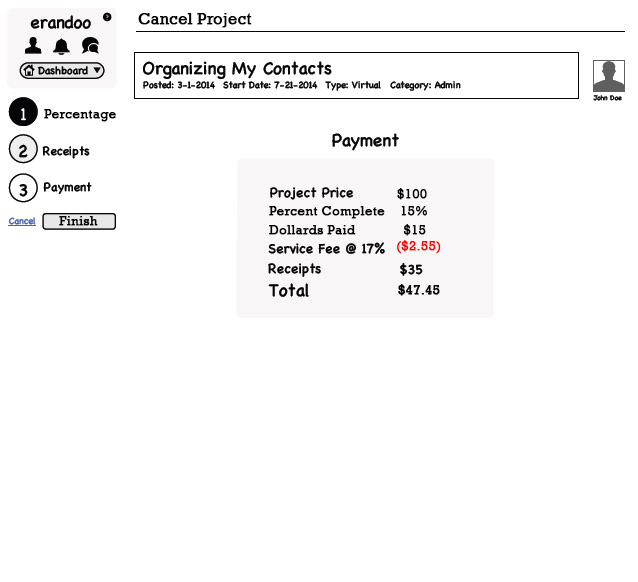 erandoo
?
Dashboard
1 Percentage
2 Receipts
3 Payment
Cancel Finish
Cancel Project
Organizing My Contacts
Posted: 3-1-2014 Start Date: 7-21-2014 Type: Virtual Category: Admin
John Doe
Payment
Project Price $100
Percent Complete 15%
Dollards Paid $15
Service Fee @ 17% ($2.55)
Receipts $35
Total $47.45